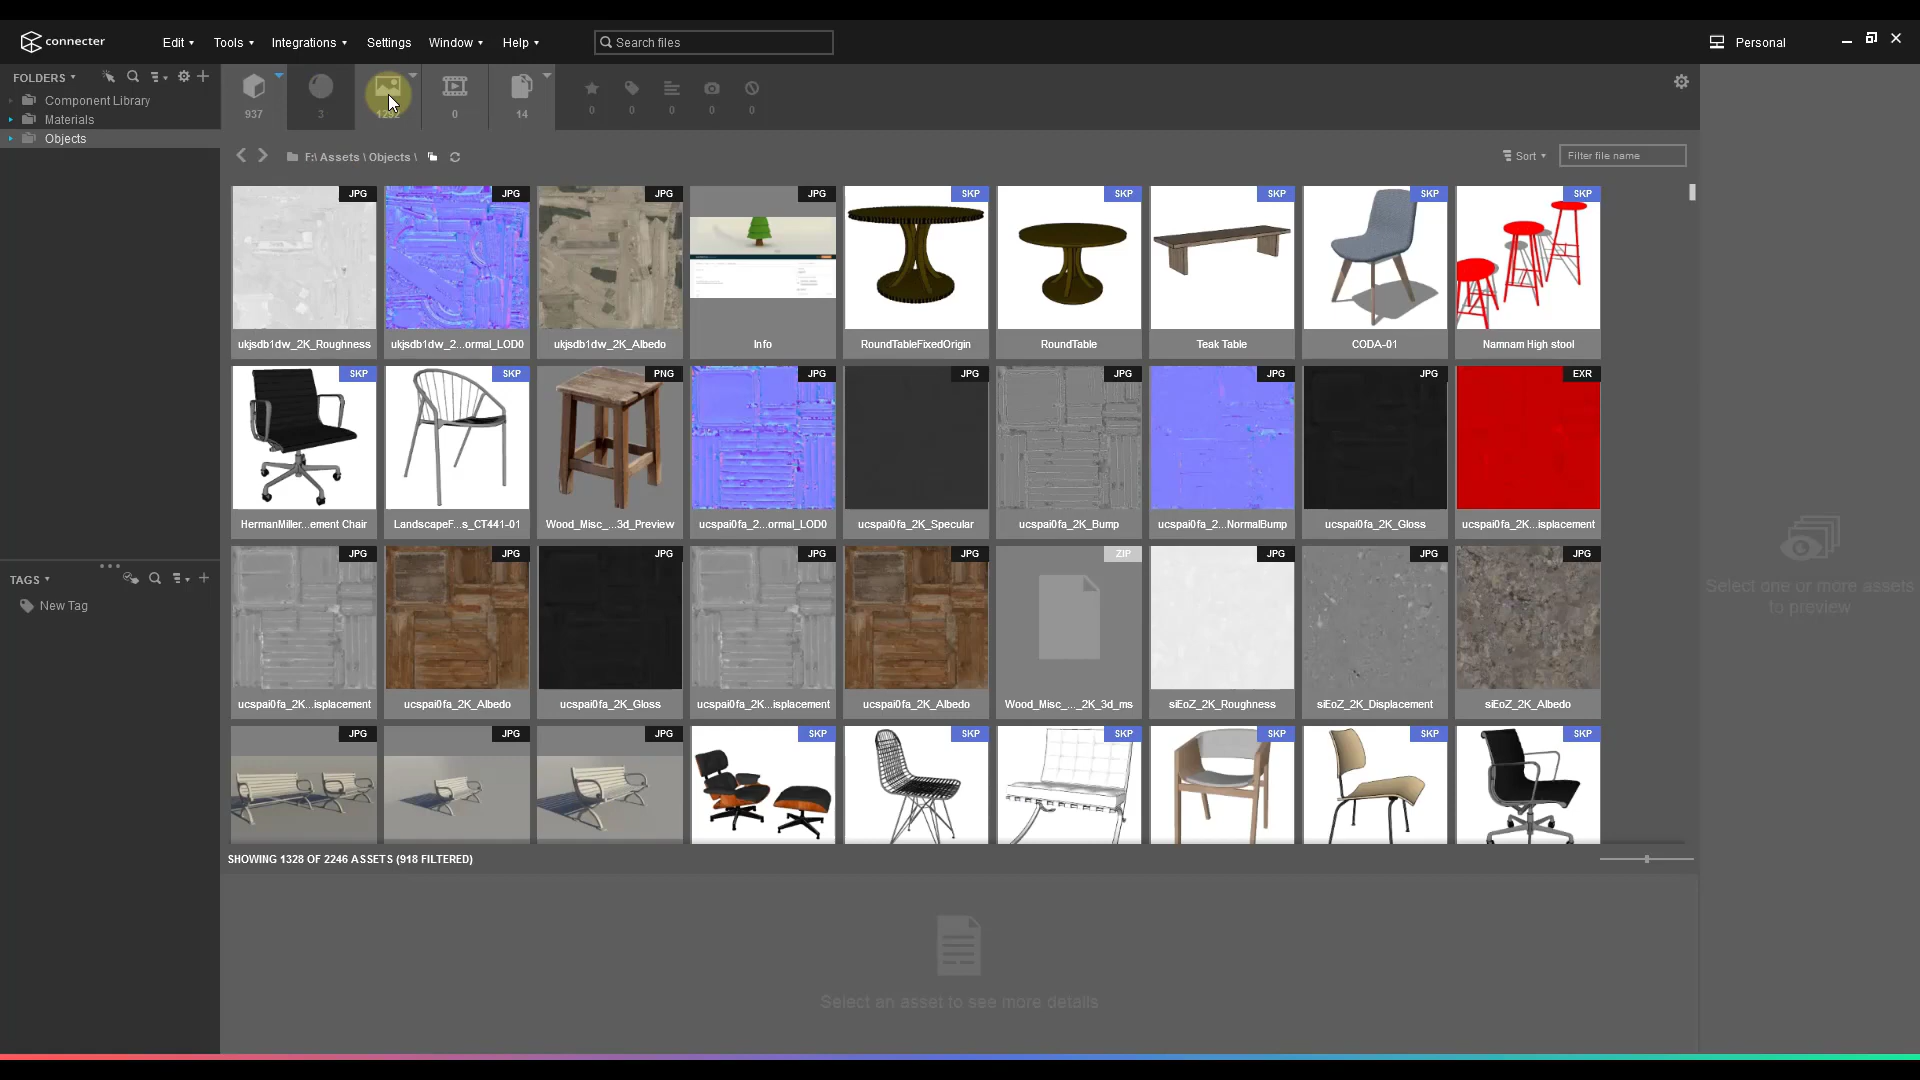 connecter
Edit
Tools
Integrations
Settings
Window
Help
Search files
Personal
FOLDERS
Component Library
Materials
Objects
937
3
1292
0
14
0
0
0
0
0
F:\ Assets \ Objects \
Sort
Filter file name
JPG
JPG
JPG
JPG
SKP
SKP
SKP
SKP
SKP
ukjsdb1dw_2K_Roughness
ukjsdb1dw_2...ormal_LOD0
ukjsdb1dw_2K_Albedo
Info
RoundTableFixedOrigin
RoundTable
Teak Table
CODA-01
Namnam High stool
SKP
SKP
PNG
JPG
JPG
JPG
JPG
JPG
EXR
HermanMiller...ement Chair
LandscapeF...s_CT441-01
Wood_Misc_...3d_Preview
ucspai0fa_2...ormal_LOD0
ucspai0fa_2K_Specular
ucspai0fa_2K_Bump
ucspai0fa_2...NormalBump
ucspai0fa_2K_Gloss
ucspai0fa_2K...isplacement
JPG
JPG
JPG
JPG
JPG
ZIP
JPG
JPG
JPG
ucspai0fa_2K...isplacement
ucspai0fa_2K_Albedo
ucspai0fa_2K_Gloss
ucspai0fa_2K...isplacement
ucspai0fa_2K_Albedo
Wood_Misc_..._2K_3d_ms
siEoZ_2K_Roughness
siEoZ_2K_Displacement
siEoZ_2K_Albedo
JPG
JPG
JPG
SKP
SKP
SKP
SKP
SKP
SKP
TAGS
New Tag
Select one or more assets
to preview
SHOWING 1328 OF 2246 ASSETS (918 FILTERED)
Select an asset to see more details